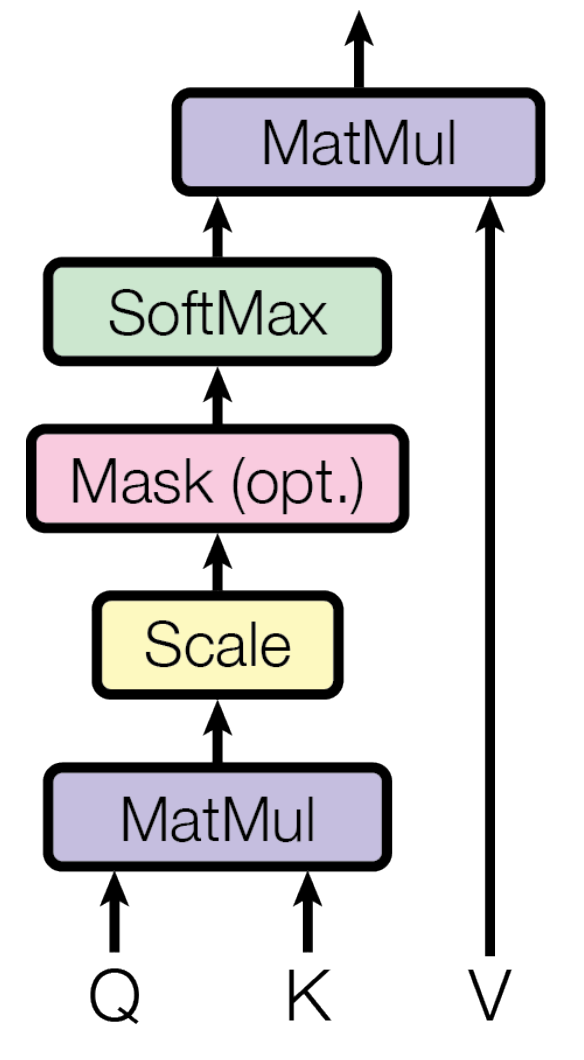 MatMul
SoftMax
Mask (opt.)
Scale
MatMul
Q K V